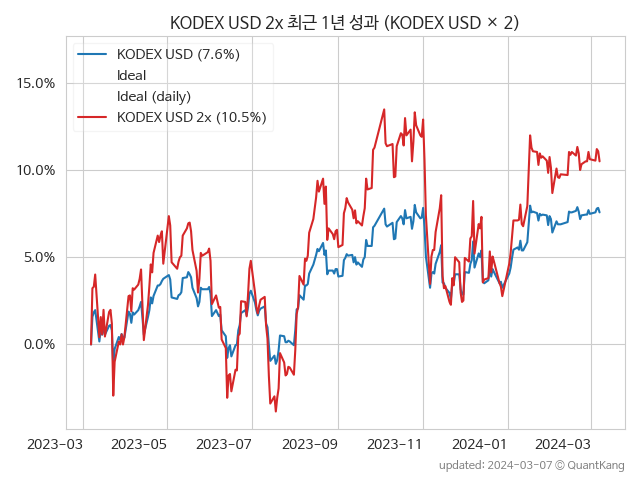 KODEX USD 2x 최근 1년 성과 (KODEX USD × 2)
KODEX USD (7.6%)
Ideal
Ideal (daily)
KODEX USD 2x (10.5%)
15.0%
10.0%
5.0%
0.0%
2023-03 2023-05 2023-07 2023-09 2023-11 2024-01 2024-03
updated: 2024-03-07 © QuantKang